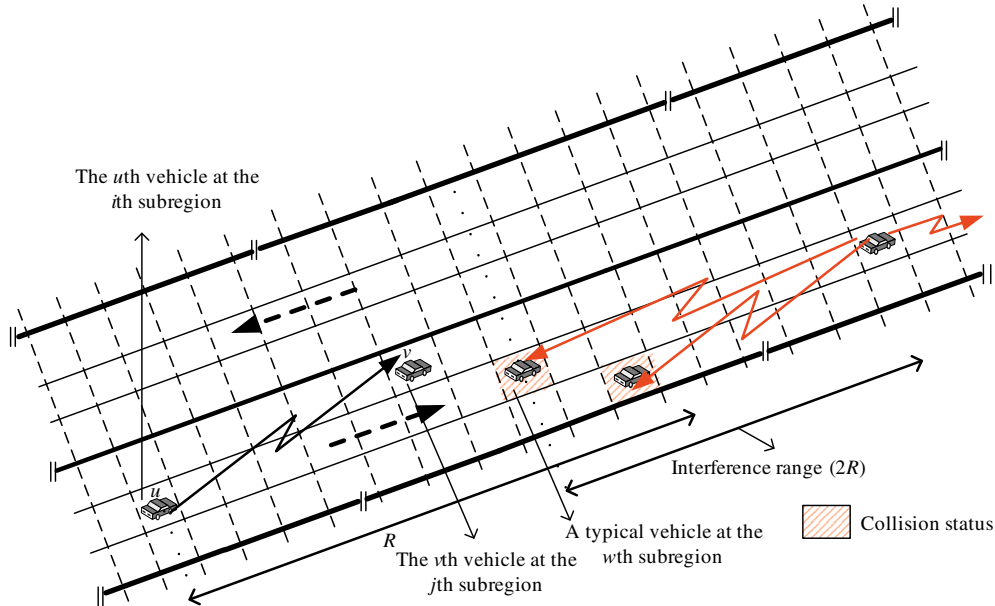 The uth vehicle at the
ith subregion
v
u
Interference range (2R)
R
The vth vehicle at the
jth subregion
A typical vehicle at the
wth subregion
Collision status